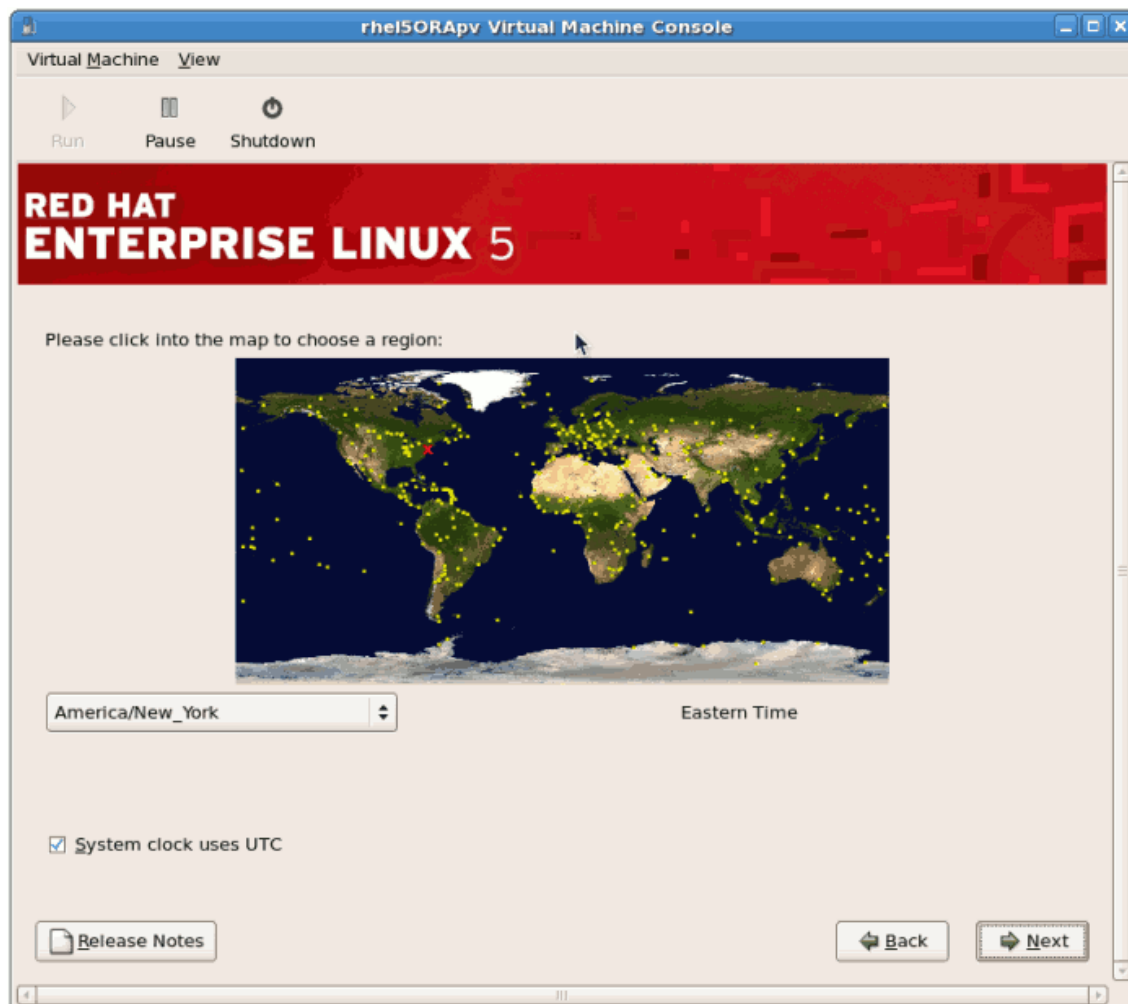 rhel5ORApv Virtual Machine Console
Virtual Machine View
Run Pause Shutdown
RED HAT
ENTERPRISE LINUX 5
Please click into the map to choose a region:
America/New_York Eastern Time
System clock uses UTC
Release Notes Back Next